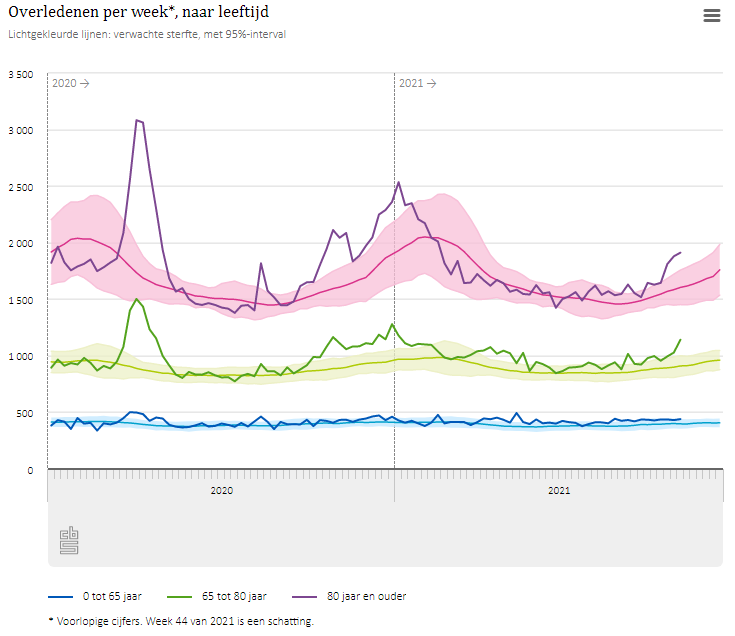 Overledenen per week*, naar leeftijd
Lichtgekleurde lijnen: verwachte sterfte, met 95%-interval
3 500
2020 →
2021 →
3 000
2 500
2 000
1 500
1 000
500
0
2020
2021
0 tot 65 jaar
65 tot 80 jaar
80 jaar en ouder
* Voorlopige cijfers. Week 44 van 2021 is een schatting.